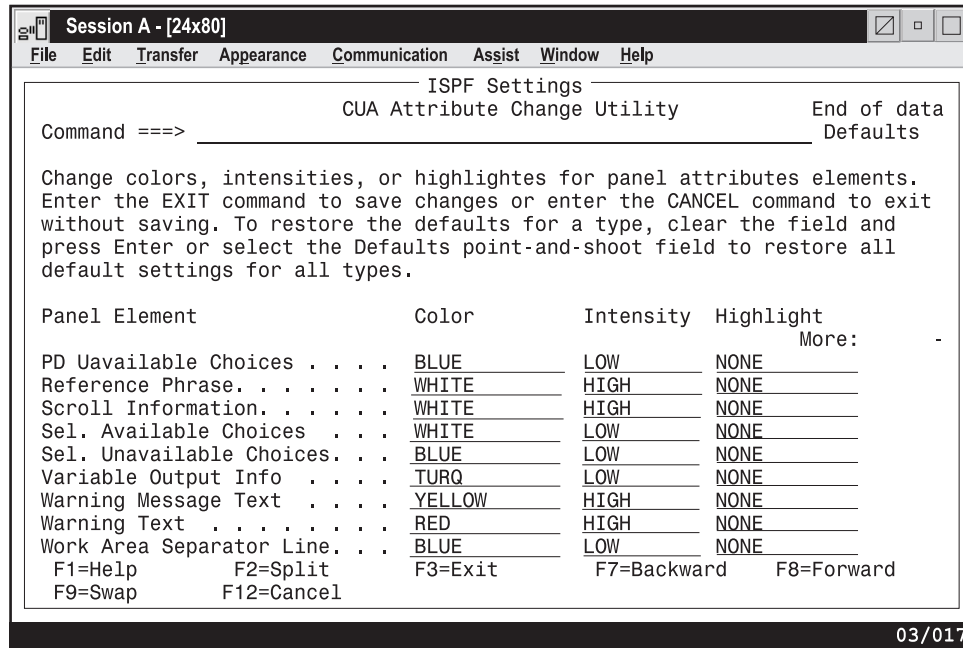 Session A - [24x80]
File Edit Transfer Appearance Communication Assist Window Help
ISPF Settings
CUA Attribute Change Utility End of data
Command ===> Defaults
Change colors, intensities, or highlightes for panel attributes elements.
Enter the EXIT command to save changes or enter the CANCEL command to exit
without saving. To restore the defaults for a type, clear the field and
press Enter or select the Defaults point-and-shoot field to restore all
default settings for all types.
Panel Element Color Intensity Highlight
More: -
PD Uavailable Choices . . . . BLUE LOW NONE
Reference Phrase. . . . . . . WHITE HIGH NONE
Scroll Information. . . . . . WHITE HIGH NONE
Sel. Available Choices . . . WHITE LOW NONE
Sel. Unavailable Choices. . . BLUE LOW NONE
Variable Output Info . . . . TURQ LOW NONE
Warning Message Text . . . . YELLOW HIGH NONE
Warning Text . . . . . . . . RED HIGH NONE
Work Area Separator Line. . . BLUE LOW NONE
F1=Help F2=Split F3=Exit F7=Backward F8=Forward
F9=Swap F12=Cancel
03/017